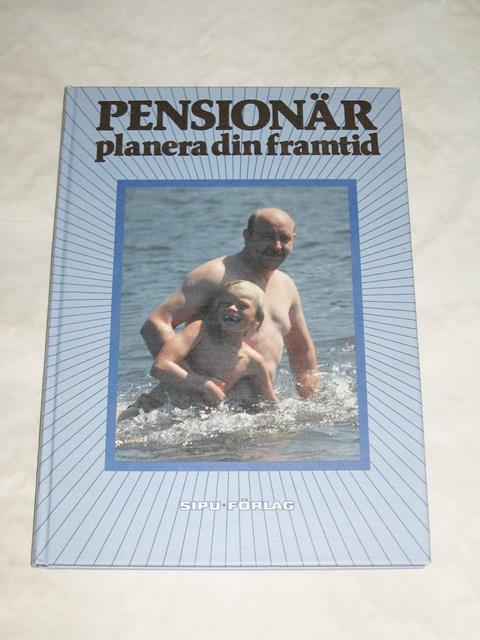 PENSIONÄR
planera din framtid
SIPU·FÖRLAG